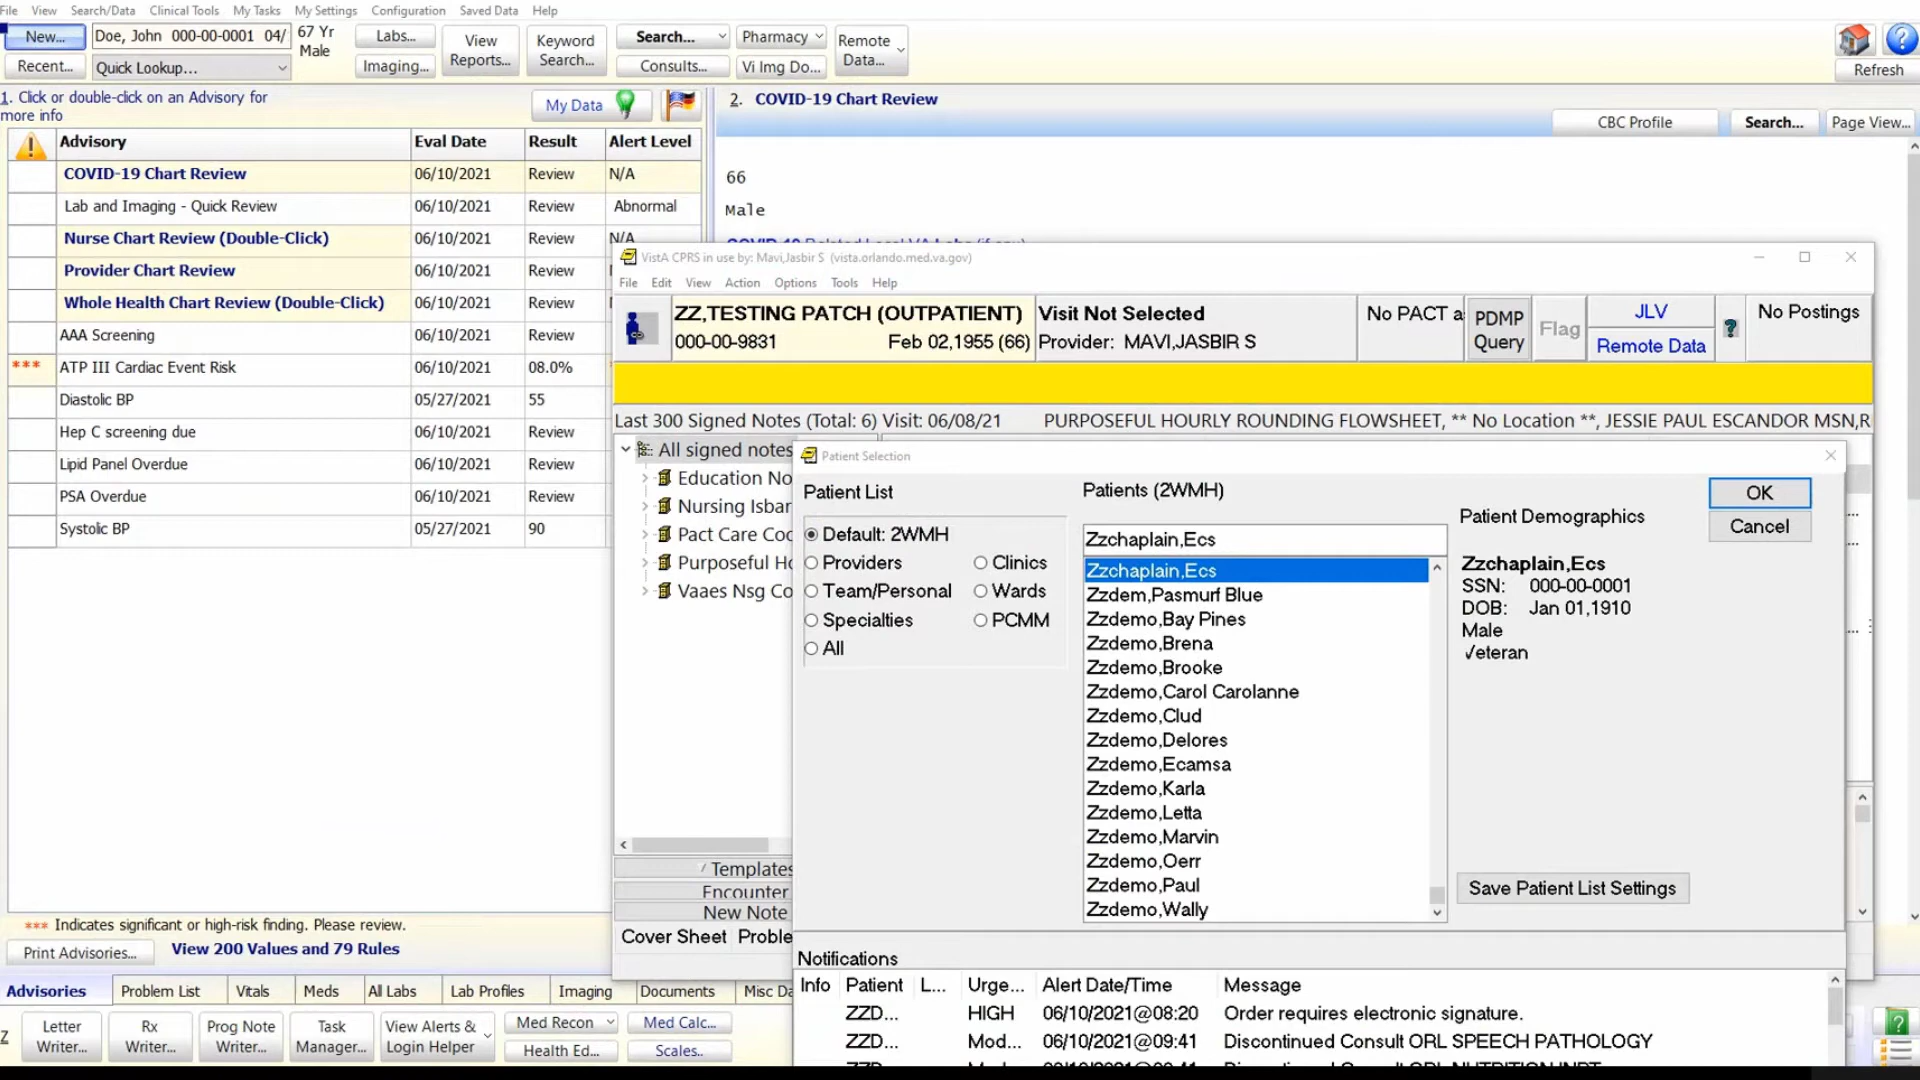 File View Search/Data Clinical Tools My Tasks My Settings Configuration Saved Data Help
New... Doe, John 000-00-0001 04/ 67 Yr Male
Recent... Quick Lookup...
Labs... Imaging...
View Reports...
Keyword Search...
Search... Consults...
Pharmacy Vi Img Do...
Remote Data...
Refresh
1. Click or double-click on an Advisory for
more info
My Data
2. COVID-19 Chart Review
CBC Profile Search... Page View...
Advisory Eval Date Result Alert Level
COVID-19 Chart Review 06/10/2021 Review N/A
Lab and Imaging - Quick Review 06/10/2021 Review Abnormal
Nurse Chart Review (Double-Click) 06/10/2021 Review N/A
Provider Chart Review 06/10/2021 Review
Whole Health Chart Review (Double-Click) 06/10/2021 Review
AAA Screening 06/10/2021 Review
*** ATP III Cardiac Event Risk 06/10/2021 08.0%
Diastolic BP 05/27/2021 55
Hep C screening due 06/10/2021 Review
Lipid Panel Overdue 06/10/2021 Review
PSA Overdue 06/10/2021 Review
Systolic BP 05/27/2021 90
66
Male
VistA CPRS in use by: Mavi,Jasbir S (vista.orlando.med.va.gov)
File Edit View Action Options Tools Help
ZZ,TESTING PATCH (OUTPATIENT)
000-00-9831 Feb 02,1955 (66)
Visit Not Selected
Provider: MAVI,JASBIR S
No PACT a
PDMP Query
Flag
JLV
Remote Data
?
No Postings
Last 300 Signed Notes (Total: 6) Visit: 06/08/21 PURPOSEFUL HOURLY ROUNDING FLOWSHEET, ** No Location **, JESSIE PAUL ESCANDOR MSN,R
All signed notes
Education No
Nursing Isbar
Pact Care Coo
Purposeful Ho
Vaaes Nsg Co
Templates
Encounter
New Note
Cover Sheet Proble
Patient Selection
Patient List
Default: 2WMH
Providers Clinics
Team/Personal Wards
Specialties PCMM
All
Patients (2WMH)
Zzchaplain,Ecs
Zzchaplain,Ecs
Zzdem,Pasmurf Blue
Zzdemo,Bay Pines
Zzdemo,Brena
Zzdemo,Brooke
Zzdemo,Carol Carolanne
Zzdemo,Clud
Zzdemo,Delores
Zzdemo,Ecamsa
Zzdemo,Karla
Zzdemo,Letta
Zzdemo,Marvin
Zzdemo,Oerr
Zzdemo,Paul
Zzdemo,Wally
Patient Demographics
Zzchaplain,Ecs
SSN: 000-00-0001
DOB: Jan 01,1910
Male
Veteran
OK
Cancel
Save Patient List Settings
Notifications
Info Patient L... Urge... Alert Date/Time Message
ZZD... HIGH 06/10/2021@08:20 Order requires electronic signature.
ZZD... Mod... 06/10/2021@09:41 Discontinued Consult ORL SPEECH PATHOLOGY
*** Indicates significant or high-risk finding. Please review.
Print Advisories... View 200 Values and 79 Rules
Advisories Problem List Vitals Meds All Labs Lab Profiles Imaging Documents Misc Da
Z
Letter Writer...
Rx Writer...
Prog Note Writer...
Task Manager...
View Alerts & Login Helper
Med Recon Health Ed...
Med Calc... Scales..